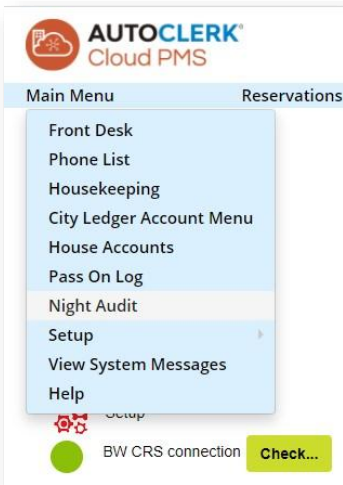 AUTOCLERK®
Cloud PMS
Main Menu Reservations
Front Desk
Phone List
Housekeeping
City Ledger Account Menu
House Accounts
Pass On Log
Night Audit
Setup
View System Messages
Help
Setup
BW CRS connection Check...